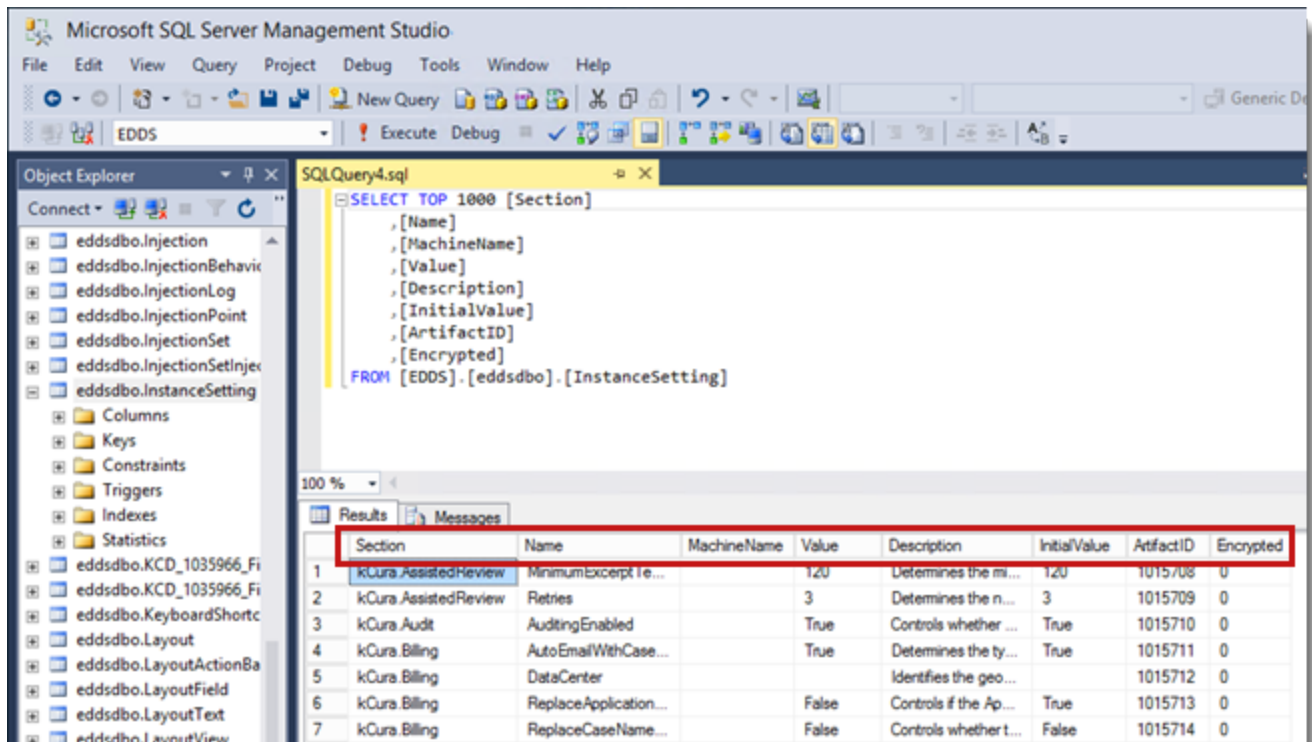 Microsoft SQL Server Management Studio
File Edit View Query Project Debug Tools Window Help
New Query Generic De
EDDS Execute Debug
Object Explorer
Connect
eddsdbo.Injection
eddsdbo.InjectionBehavio
eddsdbo.InjectionLog
eddsdbo.InjectionPoint
eddsdbo.InjectionSet
eddsdbo.InjectionSetInjec
eddsdbo.InstanceSetting
Columns
Keys
Constraints
Triggers
Indexes
Statistics
eddsdbo.KCD_1035966_Fi
eddsdbo.KCD_1035966_Fi
eddsdbo.KeyboardShortc
eddsdbo.Layout
eddsdbo.LayoutActionBa
eddsdbo.LayoutField
eddsdbo.LayoutText
eddsdbo.LayoutView
SQLQuery4.sql
SELECT TOP 1000 [Section]
,[Name]
,[MachineName]
,[Value]
,[Description]
,[InitialValue]
,[ArtifactID]
,[Encrypted]
FROM [EDDS].[eddsdbo].[InstanceSetting]
100 %
Results Messages
Section Name MachineName Value Description InitialValue ArtifactID Encrypted
1 kCura.AssistedReview MinimumExcerptTe... 120 Determines the mi... 120 1015708 0
2 kCura.AssistedReview Retries 3 Determines the n... 3 1015709 0
3 kCura.Audit AuditingEnabled True Controls whether ... True 1015710 0
4 kCura.Billing AutoEmailWithCase... True Determines the ty... True 1015711 0
5 kCura.Billing DataCenter Identifies the geo... 1015712 0
6 kCura.Billing ReplaceApplication... False Controls if the Ap... True 1015713 0
7 kCura.Billing ReplaceCaseName... False Controls whether t... False 1015714 0